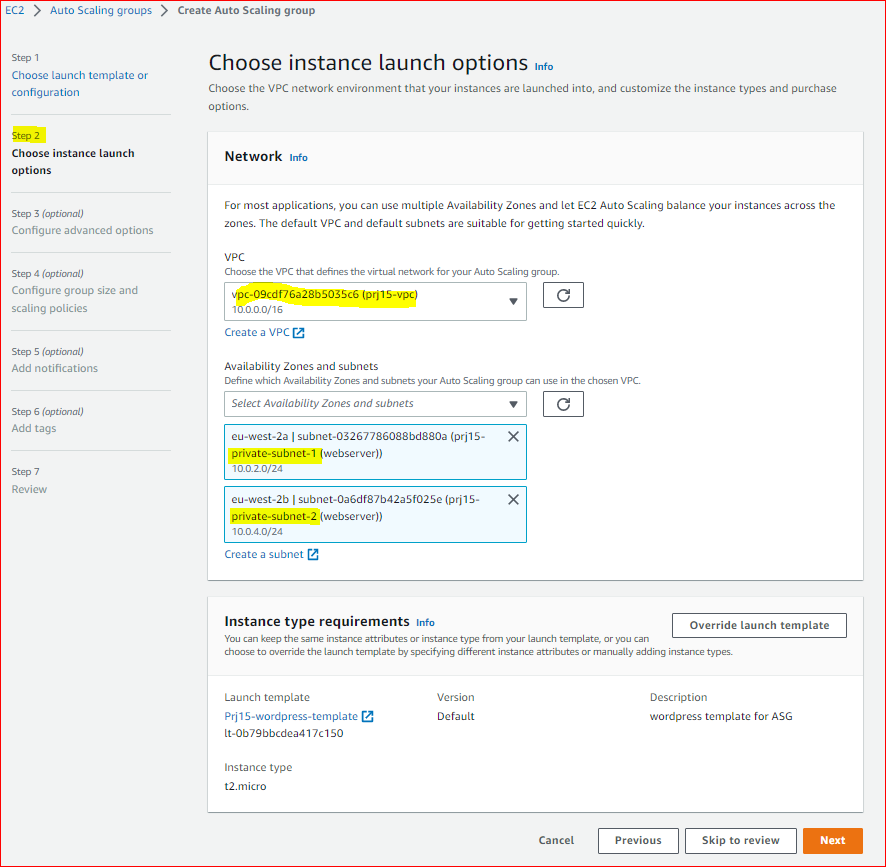 EC2 > Auto Scaling groups > Create Auto Scaling group
Step 1
Choose launch template or
configuration
Step 2
Choose instance launch
options
Step 3 (optional)
Configure advanced options
Step 4 (optional)
Configure group size and
scaling policies
Step 5 (optional)
Add notifications
Step 6 (optional)
Add tags
Step 7
Review
Choose instance launch options Info
Choose the VPC network environment that your instances are launched into, and customize the instance types and purchase
options.
Network Info
For most applications, you can use multiple Availability Zones and let EC2 Auto Scaling balance your instances across the
zones. The default VPC and default subnets are suitable for getting started quickly.
VPC
Choose the VPC that defines the virtual network for your Auto Scaling group.
vpc-09cdf76a28b5035c6 (prj15-vpc)
10.0.0.0/16
Create a VPC
Availability Zones and subnets
Define which Availability Zones and subnets your Auto Scaling group can use in the chosen VPC.
Select Availability Zones and subnets
eu-west-2a | subnet-03267786088bd880a (prj15-
private-subnet-1 (webserver))
10.0.2.0/24
eu-west-2b | subnet-0a6df87b42a5f025e (prj15-
private-subnet-2 (webserver))
10.0.4.0/24
Create a subnet
Instance type requirements Info
You can keep the same instance attributes or instance type from your launch template, or you can
choose to override the launch template by specifying different instance attributes or manually adding instance types.
Override launch template
Launch template
Prj15-wordpress-template
lt-0b79bbcdea417c150
Version
Default
Description
wordpress template for ASG
Instance type
t2.micro
Cancel
Previous
Skip to review
Next